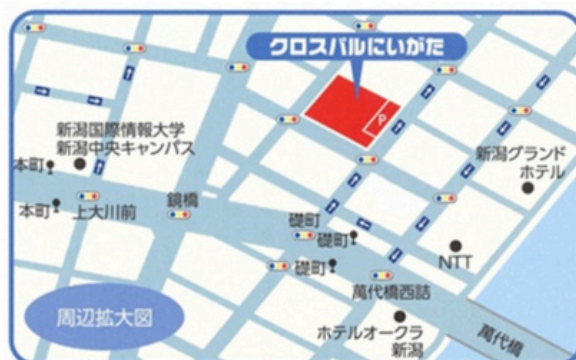 クロスパルにいがた
P
新潟国際情報大学
新潟中央キャンパス
新潟グランド
ホテル
本町
本町
上大川前
鏡橋
礎町
礎町
礎町
NTT
萬代橋西詰
ホテルオークラ
新潟
萬代橋
周辺拡大図